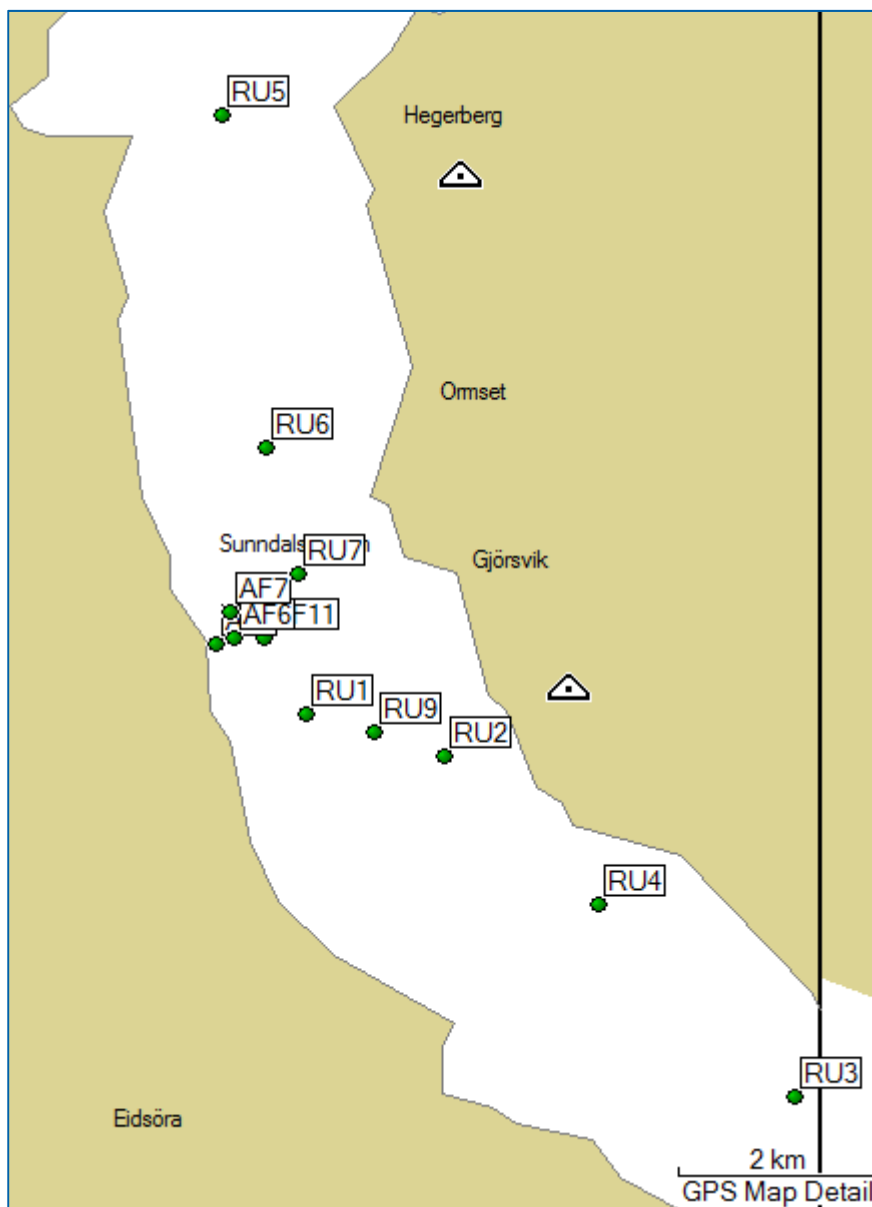 RU5
Hegerberg
Ormset
RU6
RU7
Gjörsvik
AF7
AF6
F11
RU1
RU9
RU2
RU4
RU3
Eidsöra
2 km
GPS Map Detail